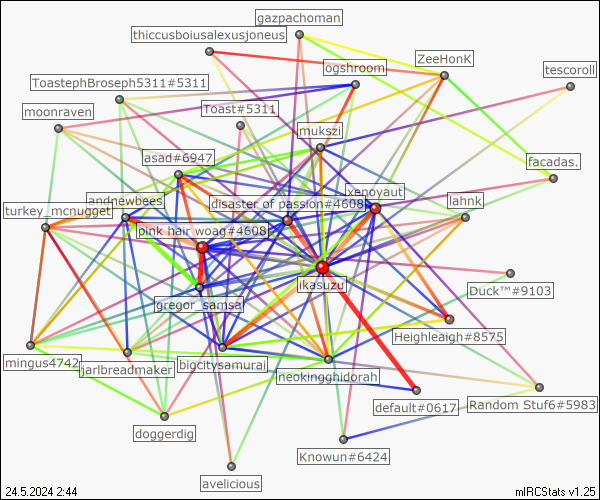 gazpachoman
thiccusboiusalexusjoneus
ZeeHonK
ogshroom
tescoroll
ToastephBroseph5311#5311
moonraven
Toast#5311
mukszi
asad#6947
facadas.
xenoyaut
andnewbees
disaster of passion#4608
lahnk
turkey_mcnugget
pink hair woag#4608
Duck™#9103
ikasuzu
gregor_samsa
Heighleaigh#8575
mingus4742
jarlbreadmaker
bigcitysamurai
neokingghidorah
default#0617
Random Stuf6#5983
doggerdig
Knowun#6424
avelicious
24.5.2024 2:44
mIRCStats v1.25